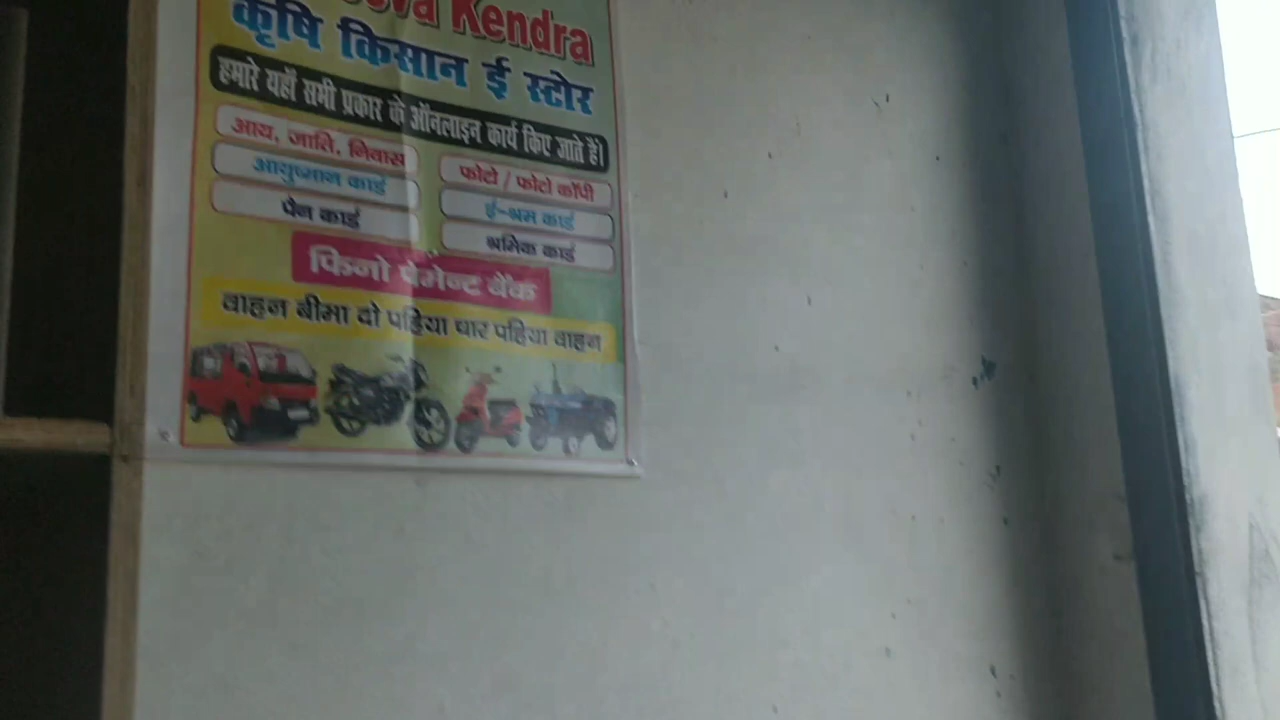 Kendra
कृषि किसान ई स्टोर
हमारे यहाँ सभी प्रकार के ऑनलाइन कार्य किए जाते हैं।
आय, जाति, निवास
आयुष्मान कार्ड
पेन कार्ड
फोटो / फोटो कॉपी
ई-श्रम कार्ड
श्रमिक कार्ड
फिनो पेमेन्ट बैंक
वाहन बीमा दो पहिया चार पहिया वाहन